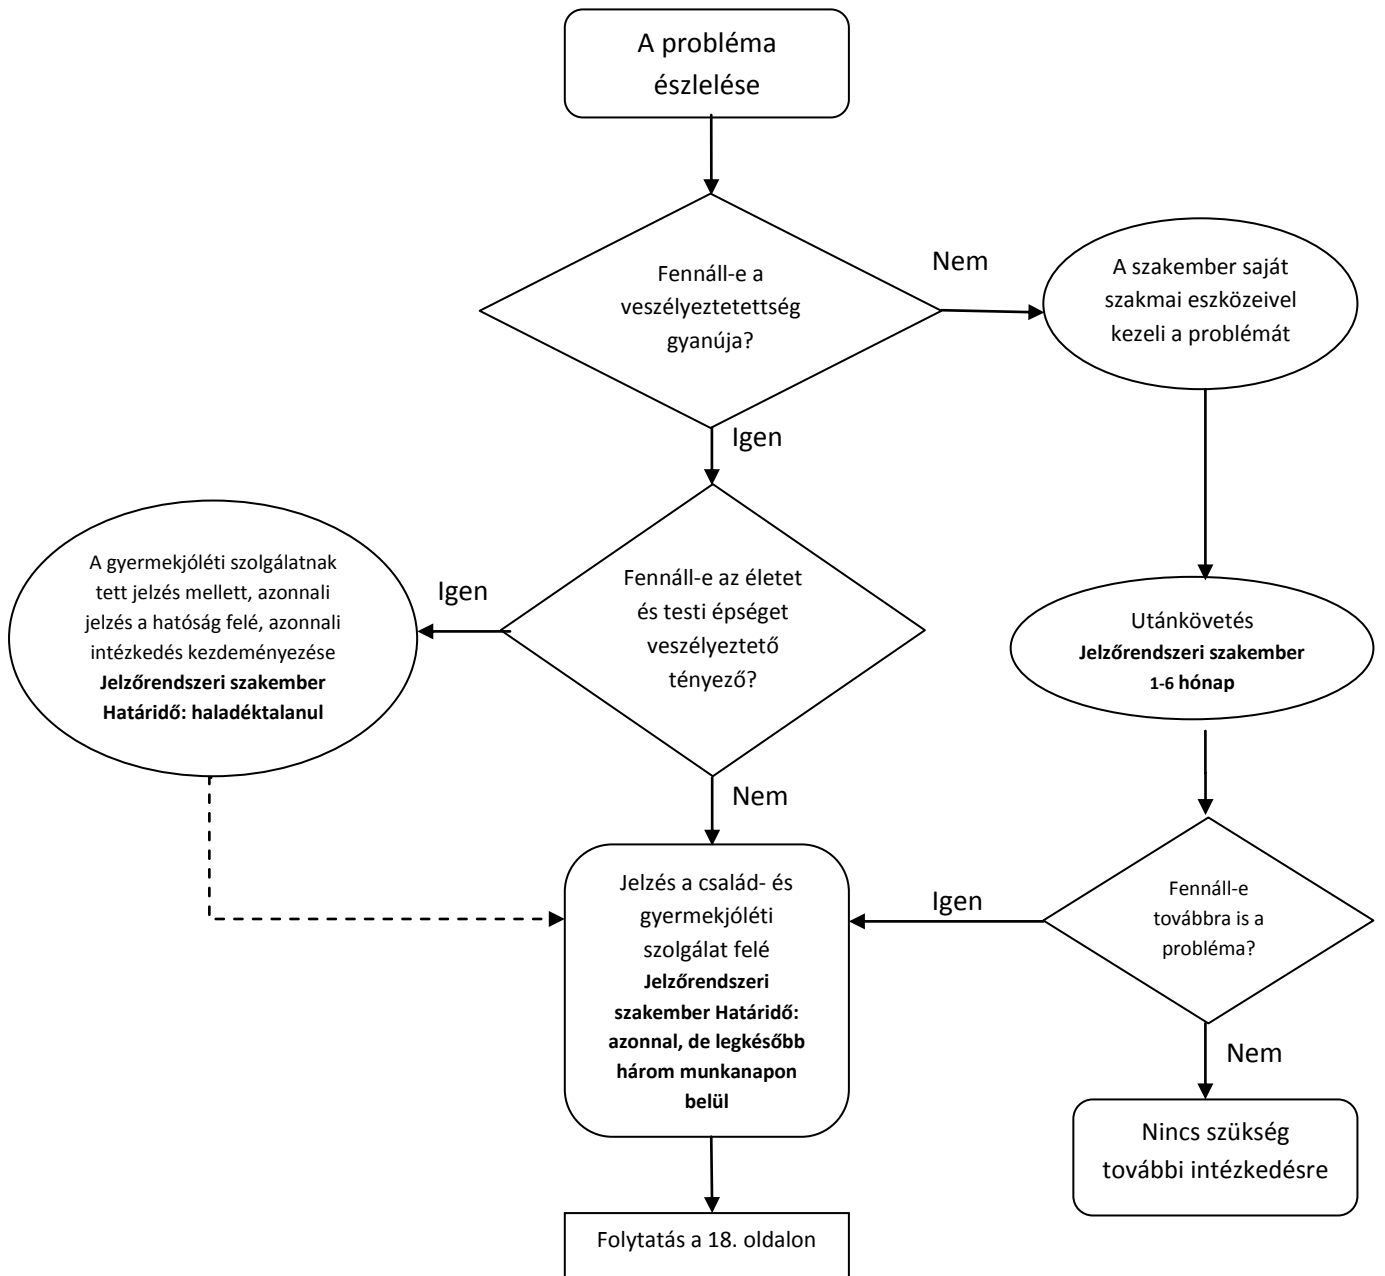 A probléma
észlelése
Fennáll-e a
veszélyeztetettség
gyanúja?
Nem
A szakember saját
szakmai eszközeivel
kezeli a problémát
Igen
A gyermekjóléti szolgálatnak
tett jelzés mellett, azonnali
jelzés a hatóság felé, azonnali
intézkedés kezdeményezése
Jelzőrendszeri szakember
Határidő: haladéktalanul
Igen
Fennáll-e az életet
és testi épséget
veszélyeztető
tényező?
Utánkövetés
Jelzőrendszeri szakember
1-6 hónap
Nem
Jelzés a család- és
gyermekjóléti
szolgálat felé
Jelzőrendszeri
szakember Határidő:
azonnal, de legkésőbb
három munkanapon
belül
Igen
Fennáll-e
továbbra is a
probléma?
Nem
Nincs szükség
további intézkedésre
Folytatás a 18. oldalon